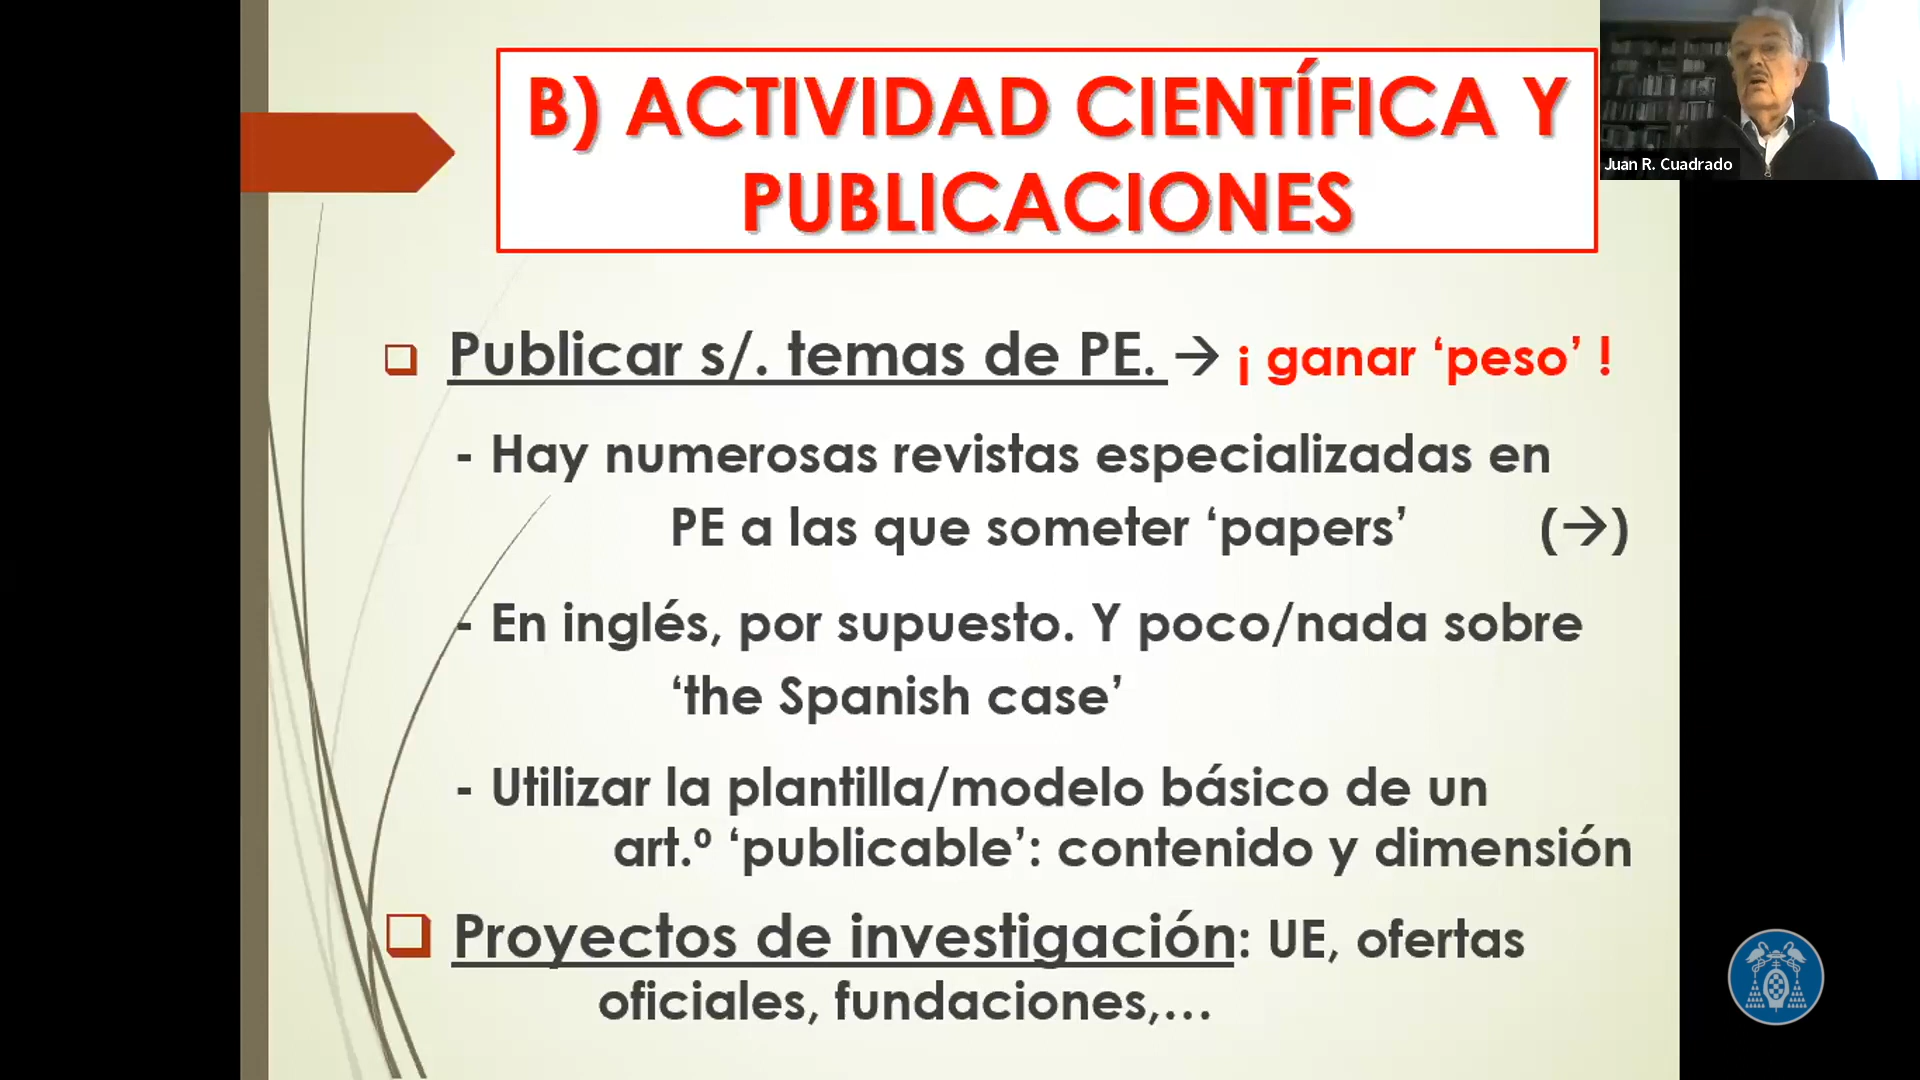 B) ACTIVIDAD CIENTÍFICA Y
PUBLICACIONES
Juan R. Cuadrado
Publicar s/. temas de PE. → ¡ ganar ‘peso’ !
- Hay numerosas revistas especializadas en
PE a las que someter ‘papers’ (→)
- En inglés, por supuesto. Y poco/nada sobre
‘the Spanish case’
- Utilizar la plantilla/modelo básico de un
art.º ‘publicable’: contenido y dimensión
Proyectos de investigación: UE, ofertas
oficiales, fundaciones,…